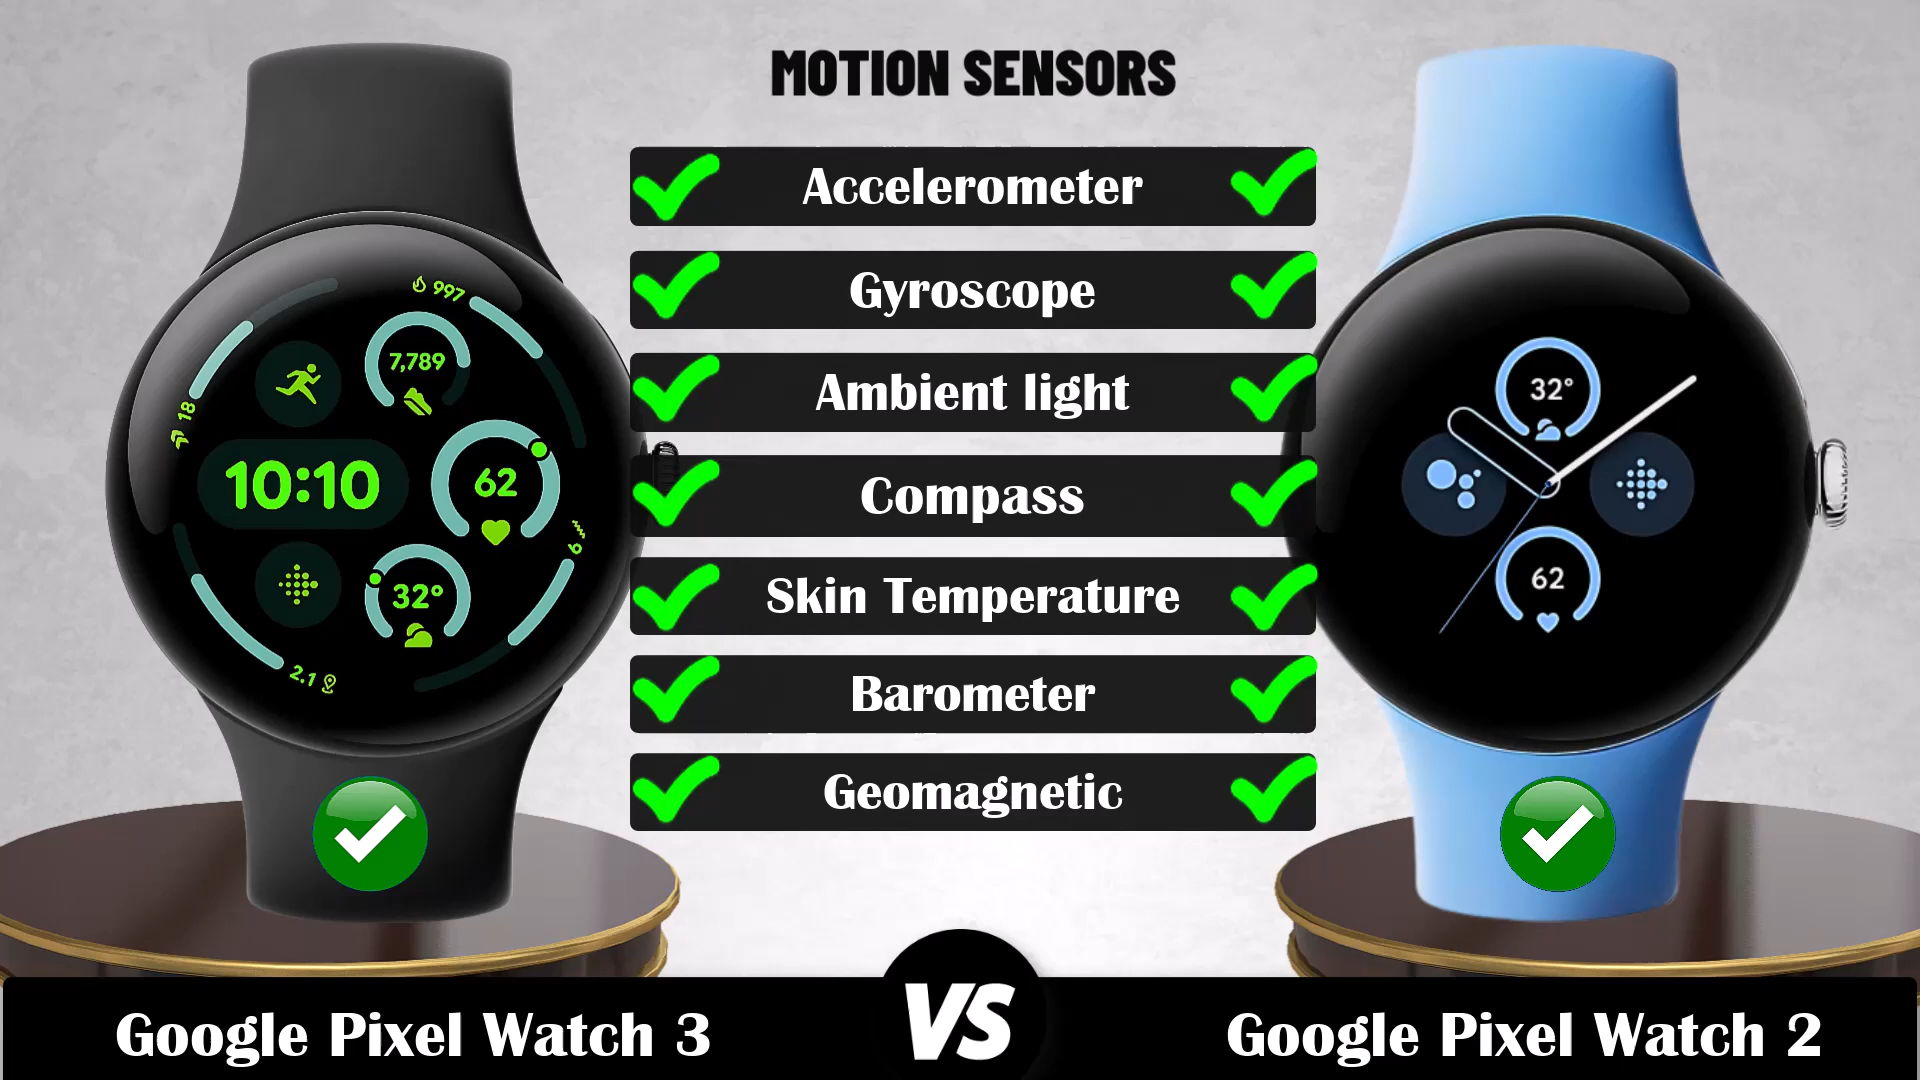 MOTION SENSORS
Accelerometer
Gyroscope
Ambient light
Compass
Skin Temperature
Barometer
Geomagnetic
997
7,789
18
10:10
62
6
32°
2.1
32°
62
Google Pixel Watch 3
VS
Google Pixel Watch 2